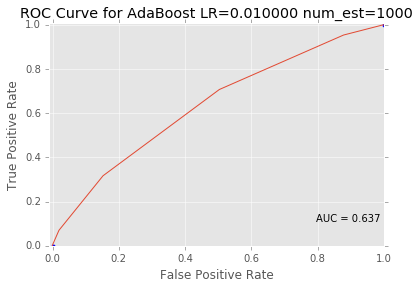 ROC Curve for AdaBoost LR=0.010000 num_est=1000
1.0
0.8
0.6
0.4
0.2
0.0
True Positive Rate
AUC = 0.637
0.0 0.2 0.4 0.6 0.8 1.0
False Positive Rate